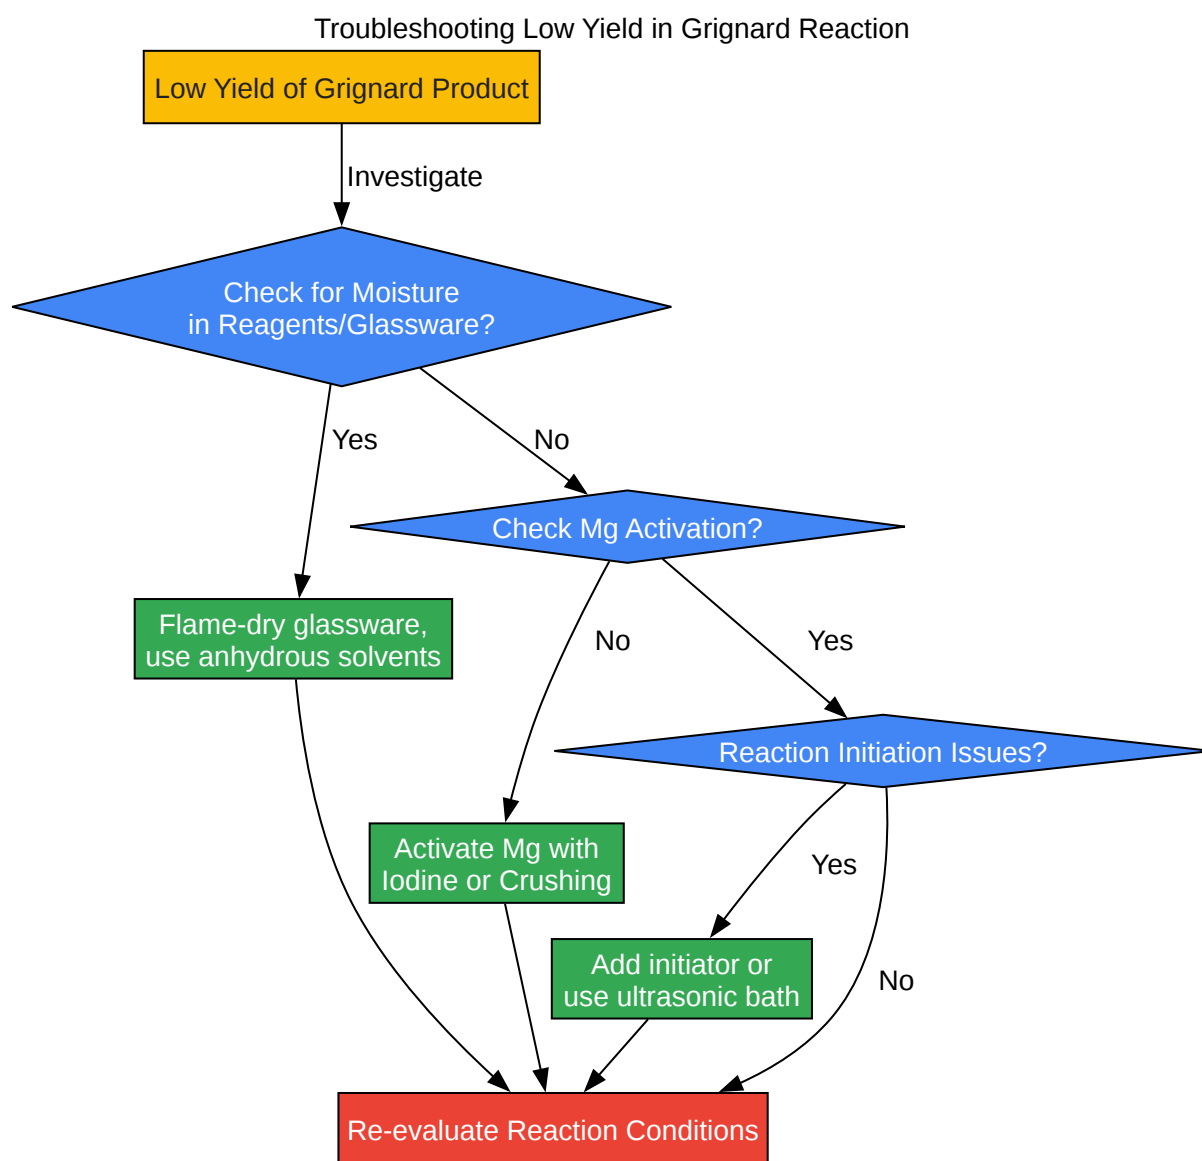 Troubleshooting Low Yield in Grignard Reaction
Low Yield of Grignard Product
Investigate
Check for Moisture
in Reagents/Glassware?
Yes
No
Check Mg Activation?
Flame-dry glassware,
use anhydrous solvents
No
Yes
Reaction Initiation Issues?
Activate Mg with
Iodine or Crushing
Yes
Add initiator or
use ultrasonic bath
No
Re-evaluate Reaction Conditions